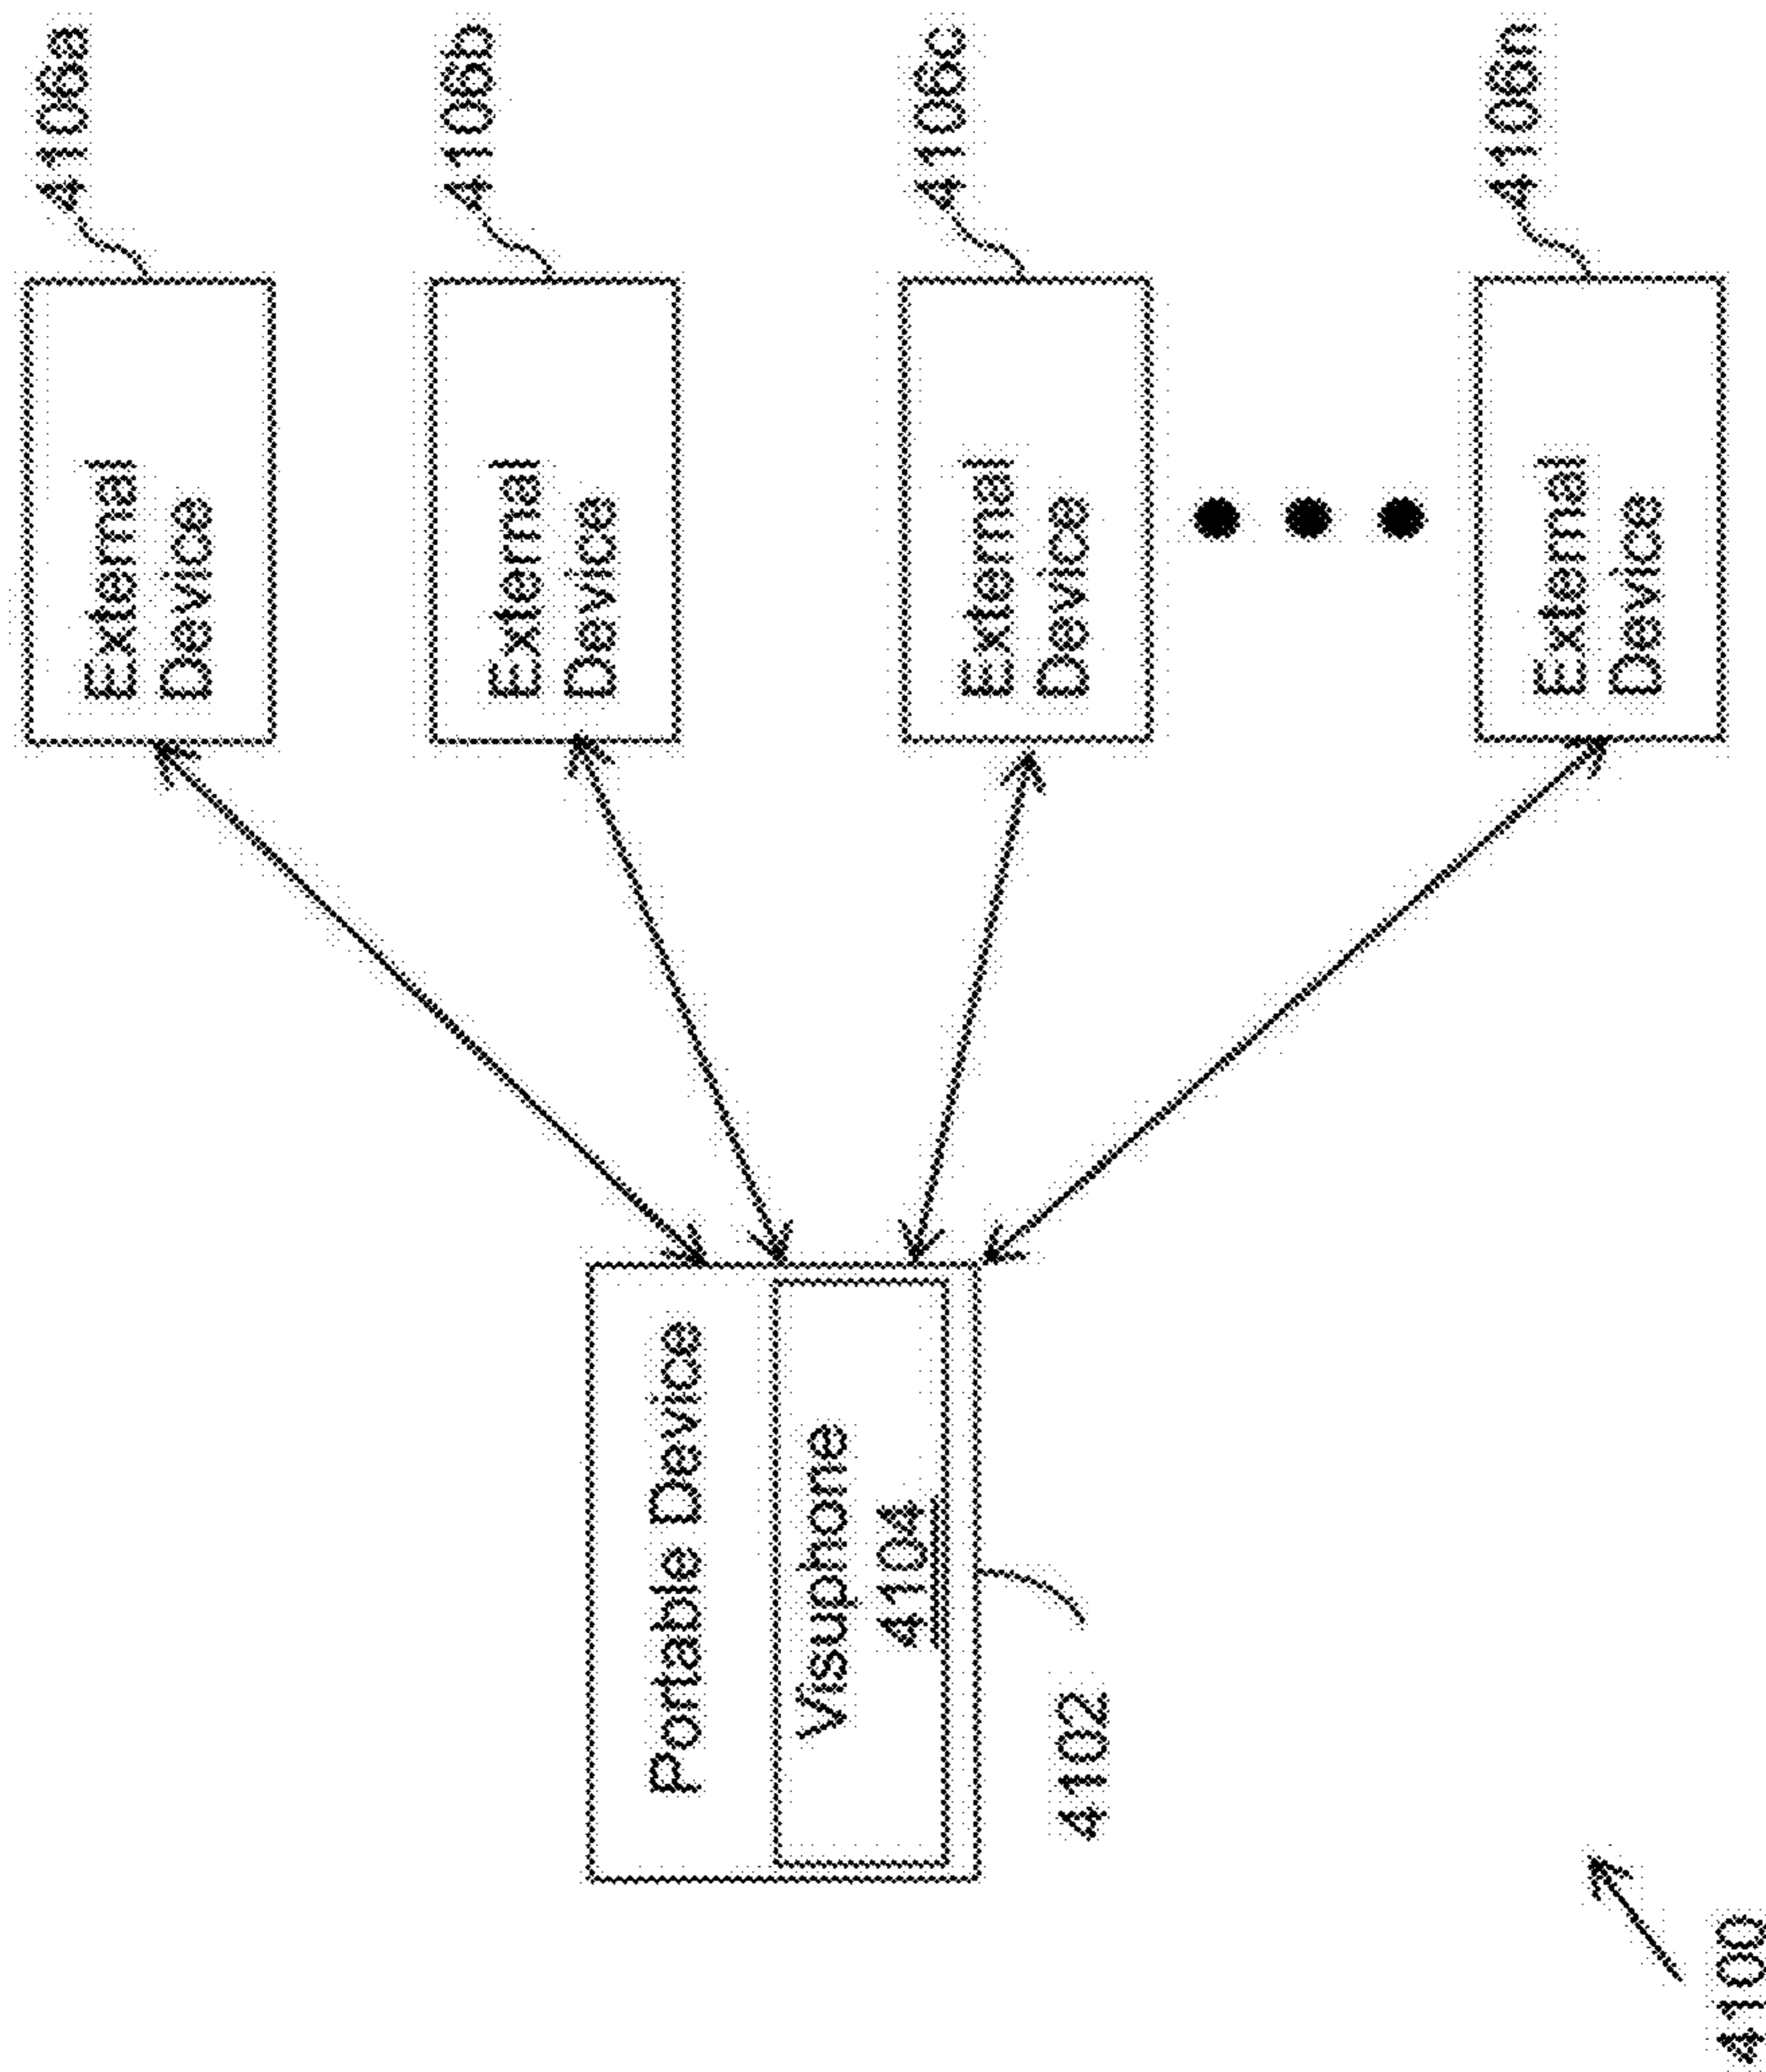 4106a
External
Device
4106b
External
Device
4106c
External
Device
4106n
External
Device
Portable Device
Visuphone
4104
4102
4100